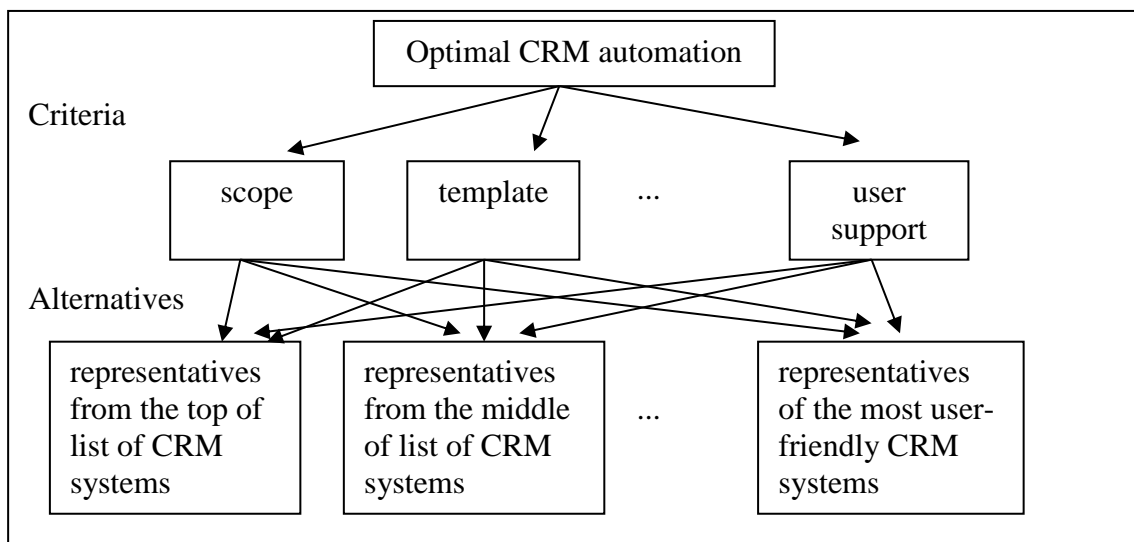 Optimal CRM automation
Criteria
scope
template
...
user
support
Alternatives
representatives
from the top of
list of CRM
systems
representatives
from the middle
of list of CRM
systems
...
representatives
of the most user-
friendly CRM
systems